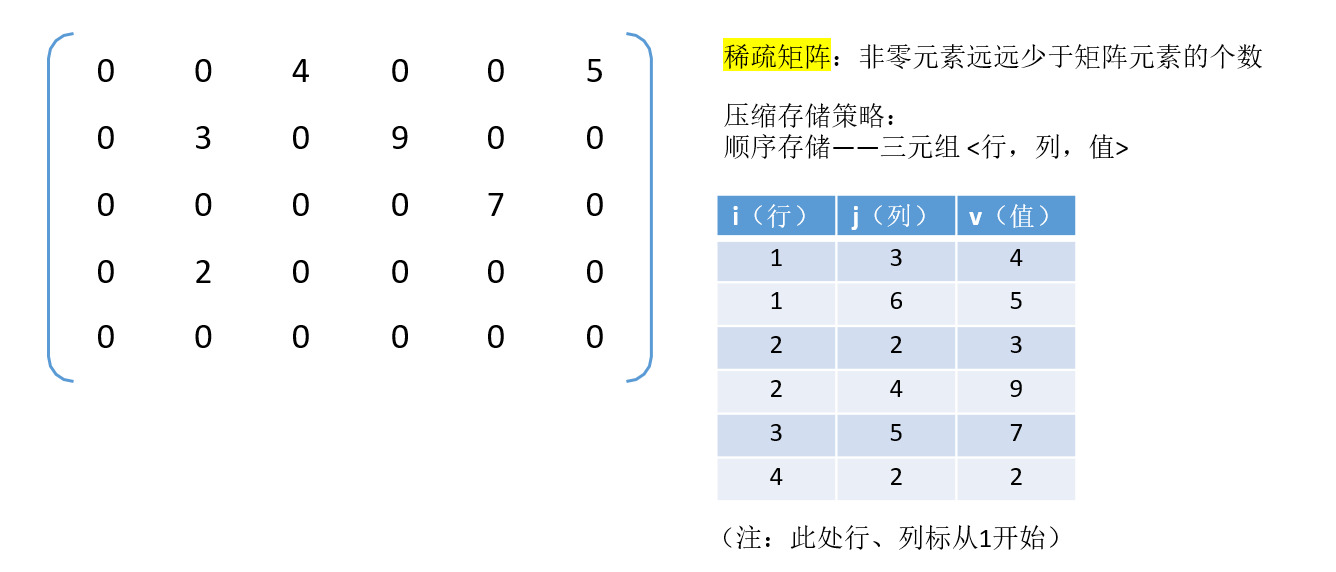 0 0 4 0 0 5
0 3 0 9 0 0
0 0 0 0 7 0
0 2 0 0 0 0
0 0 0 0 0 0
稀疏矩阵：非零元素远远少于矩阵元素的个数
压缩存储策略：
顺序存储——三元组 <行，列，值>
i（行） j（列） v（值）
1 3 4
1 6 5
2 2 3
2 4 9
3 5 7
4 2 2
（注：此处行、列标从1开始）